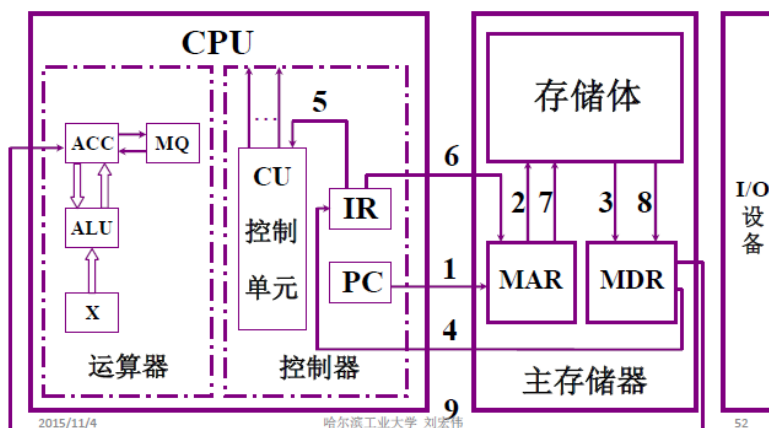 CPU
存储体
5
...
ACC
MQ
CU
6
控制
单元
IR
2
7
3
8
I/O
设
备
ALU
PC
1
MAR
MDR
X
4
运算器
控制器
主存储器
9
2015/11/4
哈尔滨工业大学 刘宏伟
52